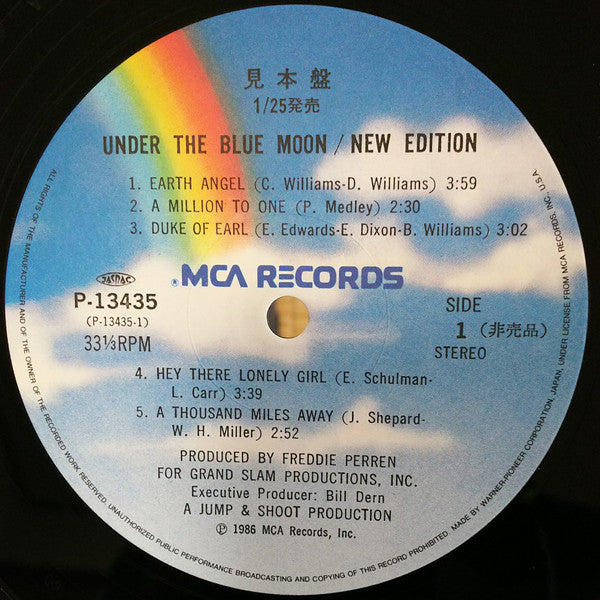 見本盤
1/25発売
UNDER THE BLUE MOON / NEW EDITION
1. EARTH ANGEL (C. Williams-D. Williams) 3:59
2. A MILLION TO ONE (P. Medley) 2:30
3. DUKE OF EARL (E. Edwards-E. Dixon-B. Williams) 3:02
JASRAC
® MCA RECORDS
P-13435
(P-13435-1)
33⅓RPM
SIDE
1 (非売品)
STEREO
4. HEY THERE LONELY GIRL (E. Schulman-
L. Carr) 3:39
5. A THOUSAND MILES AWAY (J. Shepard-
W. H. Miller) 2:52
PRODUCED BY FREDDIE PERREN
FOR GRAND SLAM PRODUCTIONS, INC.
Executive Producer: Bill Dern
A JUMP & SHOOT PRODUCTION
℗ 1986 MCA Records, Inc.
ALL RIGHTS OF THE MANUFACTURER AND OF THE OWNER OF THE RECORDED WORK RESERVED. UNAUTHORIZED PUBLIC PERFORMANCE BROADCASTING AND COPYING OF THIS RECORD PROHIBITED. MADE BY WARNER-PIONEER CORPORATION, JAPAN, UNDER LICENSE FROM MCA RECORDS, INC. U.S.A.